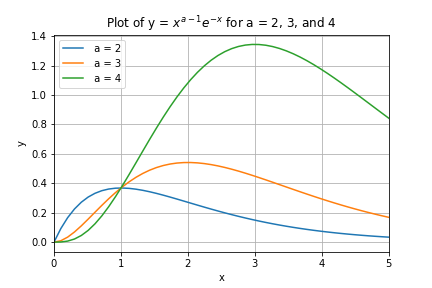 Plot of y = x^{a−1}e^{−x} for a = 2, 3, and 4
1.4
1.2
1.0
0.8
0.6
0.4
0.2
0.0
y
a = 2
a = 3
a = 4
0 1 2 3 4 5
x